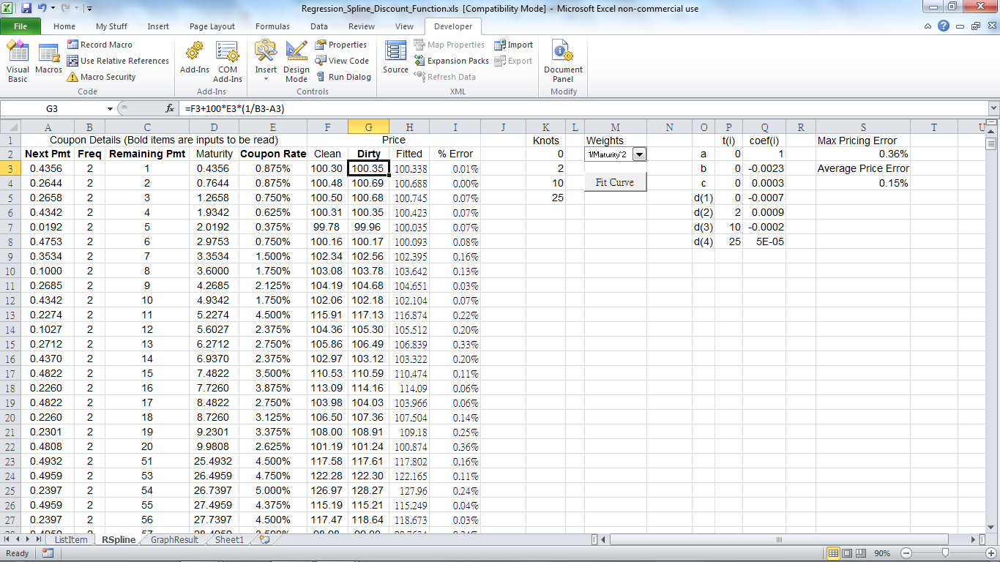 Regression_Spline_Discount_Function.xls [Compatibility Mode] - Microsoft Excel non-commercial use
File Home My Stuff Insert Page Layout Formulas Data Review View Developer
Visual Basic
Macros
Record Macro
Use Relative References
Macro Security
Code
Add-Ins
COM Add-Ins
Add-Ins
Insert
Design Mode
Properties
View Code
Run Dialog
Controls
Source
Map Properties
Expansion Packs
Refresh Data
Import
Export
XML
Document Panel
Modify
G3 fx =F3+100*E3*(1/B3-A3)
A B C D E F G H I J K L M N O P Q R S T U
1 Coupon Details (Bold items are inputs to be read) Price Knots Weights t(i) coef(i) Max Pricing Error
2 Next Pmt Freq Remaining Pmt Maturity Coupon Rate Clean Dirty Fitted % Error 0 1/Maturity^2 a 0 1 0.36%
3 0.4356 2 1 0.4356 0.875% 100.30 100.35 100.338 0.01% 2 b 0 -0.0023 Average Price Error
4 0.2644 2 2 0.7644 0.875% 100.48 100.69 100.688 0.00% 10 Fit Curve c 0 0.0003 0.15%
5 0.2658 2 3 1.2658 0.750% 100.50 100.68 100.745 0.07% 25 d(1) 0 -0.0007
6 0.4342 2 4 1.9342 0.625% 100.31 100.35 100.423 0.07% d(2) 2 0.0009
7 0.0192 2 5 2.0192 0.375% 99.78 99.96 100.035 0.07% d(3) 10 -0.0002
8 0.4753 2 6 2.9753 0.750% 100.16 100.17 100.093 0.08% d(4) 25 5E-05
9 0.3534 2 7 3.3534 1.500% 102.34 102.56 102.395 0.16%
10 0.1000 2 8 3.6000 1.750% 103.08 103.78 103.642 0.13%
11 0.2685 2 9 4.2685 2.125% 104.19 104.68 104.651 0.03%
12 0.4342 2 10 4.9342 1.750% 102.06 102.18 102.104 0.07%
13 0.2274 2 11 5.2274 4.500% 115.91 117.13 116.874 0.22%
14 0.1027 2 12 5.6027 2.375% 104.36 105.30 105.512 0.20%
15 0.2712 2 13 6.2712 2.750% 105.86 106.49 106.839 0.33%
16 0.4370 2 14 6.9370 2.375% 102.97 103.12 103.322 0.20%
17 0.4822 2 15 7.4822 3.500% 110.53 110.59 110.474 0.11%
18 0.2260 2 16 7.7260 3.875% 113.09 114.16 114.09 0.06%
19 0.4822 2 17 8.4822 2.750% 103.98 104.03 103.966 0.06%
20 0.2260 2 18 8.7260 3.125% 106.50 107.36 107.504 0.14%
21 0.2301 2 19 9.2301 3.375% 108.00 108.91 109.18 0.25%
22 0.4808 2 20 9.9808 2.625% 101.19 101.24 100.874 0.36%
23 0.4932 2 51 25.4932 4.500% 117.58 117.61 117.802 0.16%
24 0.4959 2 53 26.4959 4.750% 122.28 122.30 122.165 0.11%
25 0.2397 2 54 26.7397 5.000% 126.97 128.27 127.96 0.24%
26 0.4959 2 55 27.4959 4.375% 115.19 115.21 115.249 0.04%
27 0.2397 2 56 27.7397 4.500% 117.47 118.64 118.673 0.03%
ListItem RSpline GraphResult Sheet1
Ready 90%